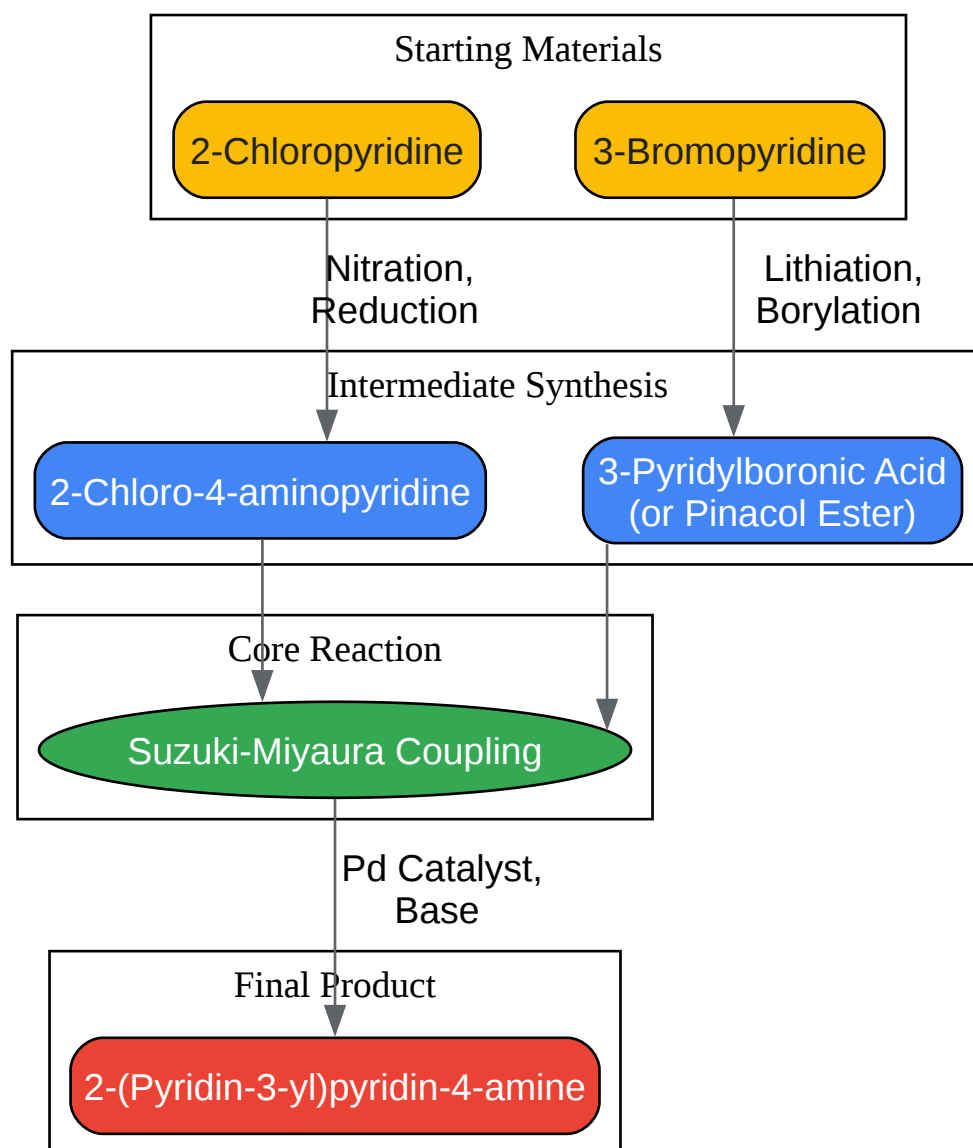 Starting Materials
2-Chloropyridine
3-Bromopyridine
Nitration,
Reduction
Lithiation,
Borylation
Intermediate Synthesis
2-Chloro-4-aminopyridine
3-Pyridylboronic Acid
(or Pinacol Ester)
Core Reaction
Suzuki-Miyaura Coupling
Pd Catalyst,
Base
Final Product
2-(Pyridin-3-yl)pyridin-4-amine